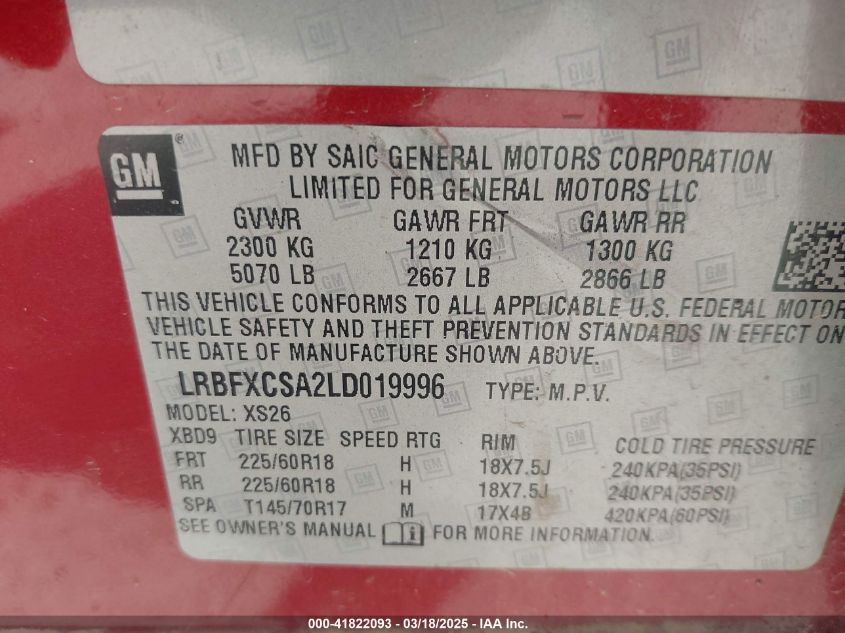 GM ®
MFD BY SAIC GENERAL MOTORS CORPORATION
LIMITED FOR GENERAL MOTORS LLC
GVWR GAWR FRT GAWR RR
2300 KG 1210 KG 1300 KG
5070 LB 2667 LB 2866 LB
THIS VEHICLE CONFORMS TO ALL APPLICABLE U.S. FEDERAL MOTOR
VEHICLE SAFETY AND THEFT PREVENTION STANDARDS IN EFFECT ON
THE DATE OF MANUFACTURE SHOWN ABOVE.
LRBFXCSA2LD019996 TYPE: M.P.V.
MODEL: XS26
XBD9 TIRE SIZE SPEED RTG RIM COLD TIRE PRESSURE
FRT 225/60R18 H 18X7.5J 240KPA(35PSI)
RR 225/60R18 H 18X7.5J 240KPA(35PSI)
SPA T145/70R17 M 17X4B 420KPA(60PSI)
SEE OWNER'S MANUAL FOR MORE INFORMATION.
000-41822093 - 03/18/2025 - IAA Inc.